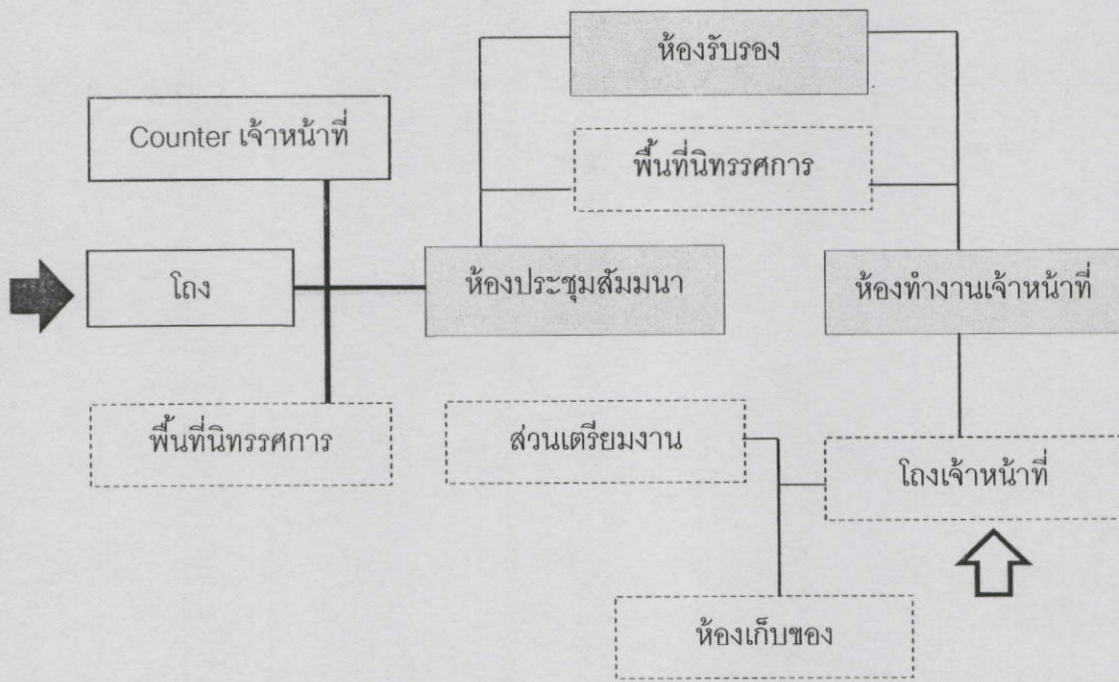 ห้องรับรอง
Counter เจ้าหน้าที่
พื้นที่นิทรรศการ
โถง
ห้องประชุมสัมมนา
ห้องทำงานเจ้าหน้าที่
พื้นที่นิทรรศการ
ส่วนเตรียมงาน
โถงเจ้าหน้าที่
ห้องเก็บของ